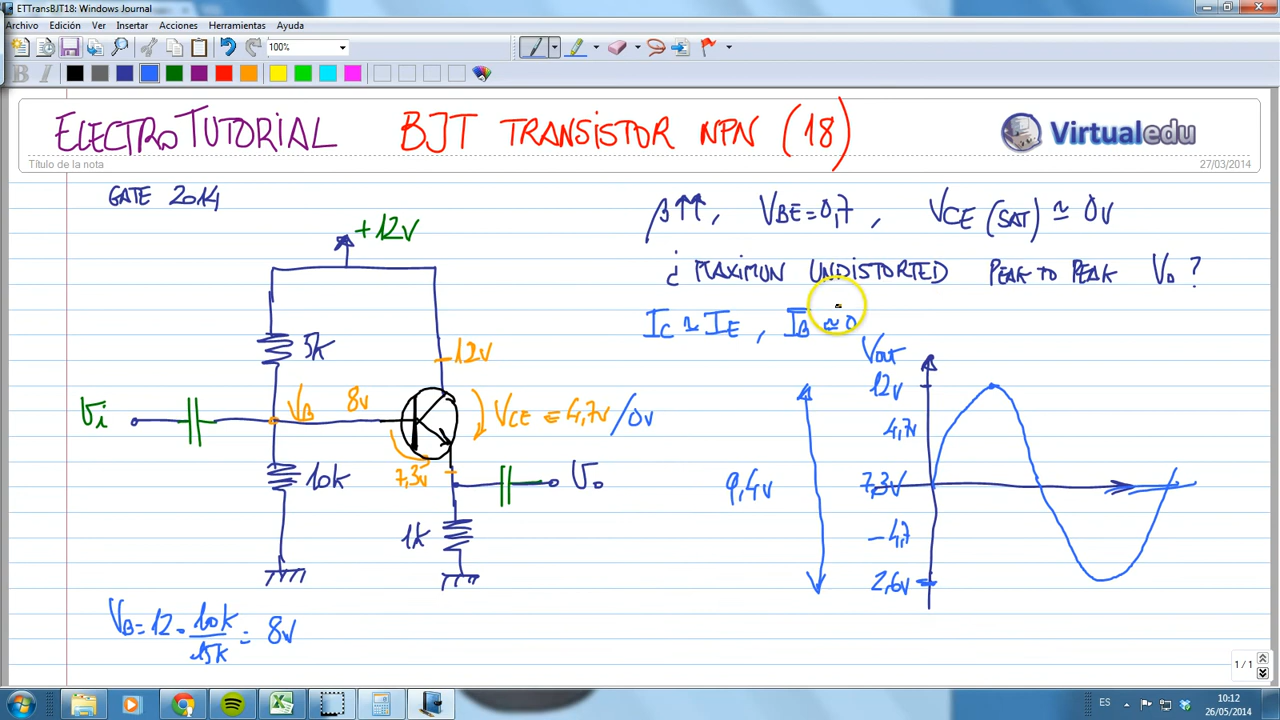 ETTransBJT18: Windows Journal
Archivo Edición Ver Insertar Acciones Herramientas Ayuda
100%
B I
ELECTROTUTORIAL BJT TRANSISTOR NPN (18)
Virtualedu
Título de la nota
27/03/2014
GATE 2014
β↑↑, VBE=0,7, VCE(SAT) ≃ 0V
¿ MAXIMUN UNDISTORTED PEAK TO PEAK Vo?
IC ≃ IE, IB ≃ 0
+12V
5k
12V
Vi
VB
8V
VCE = 4,7V/0V
10k
7,3V
Vo
1k
VB = 12 · 10k/15k = 8V
Vout
12V
4,7V
9,4V
7,3V
-4,7
2,6V
1 / 1
ES
10:12
26/05/2014